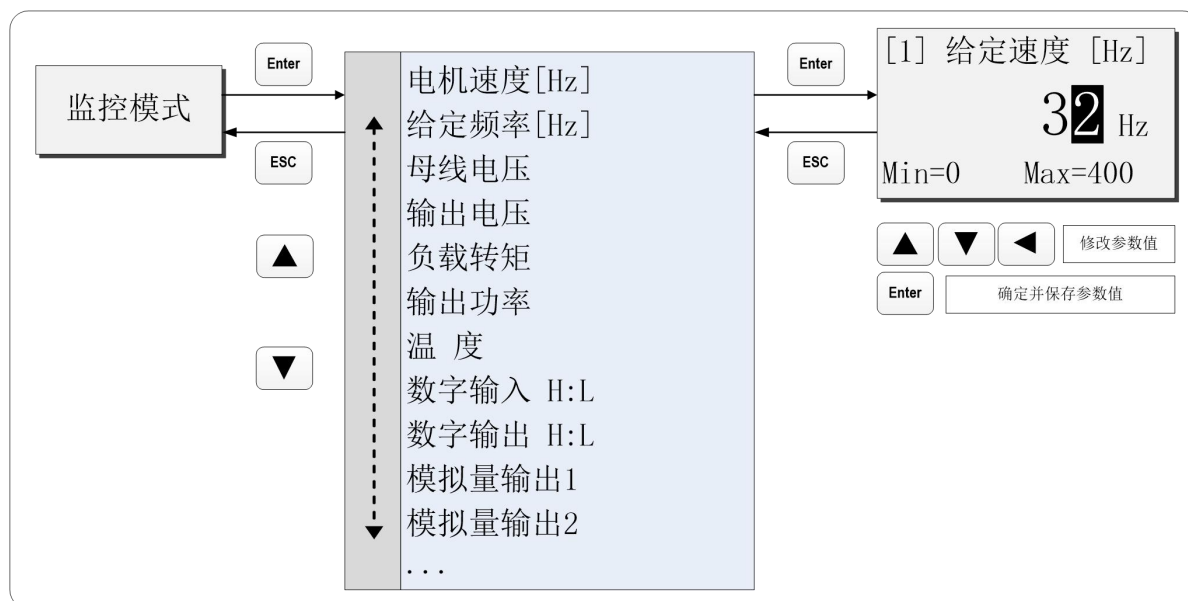 监控模式
Enter
ESC
电机速度[Hz]
给定频率[Hz]
母线电压
输出电压
负载转矩
输出功率
温 度
数字输入 H:L
数字输出 H:L
模拟量输出1
模拟量输出2
...
Enter
ESC
[1] 给定速度 [Hz]
32 Hz
Min=0 Max=400
修改参数值
Enter 确定并保存参数值